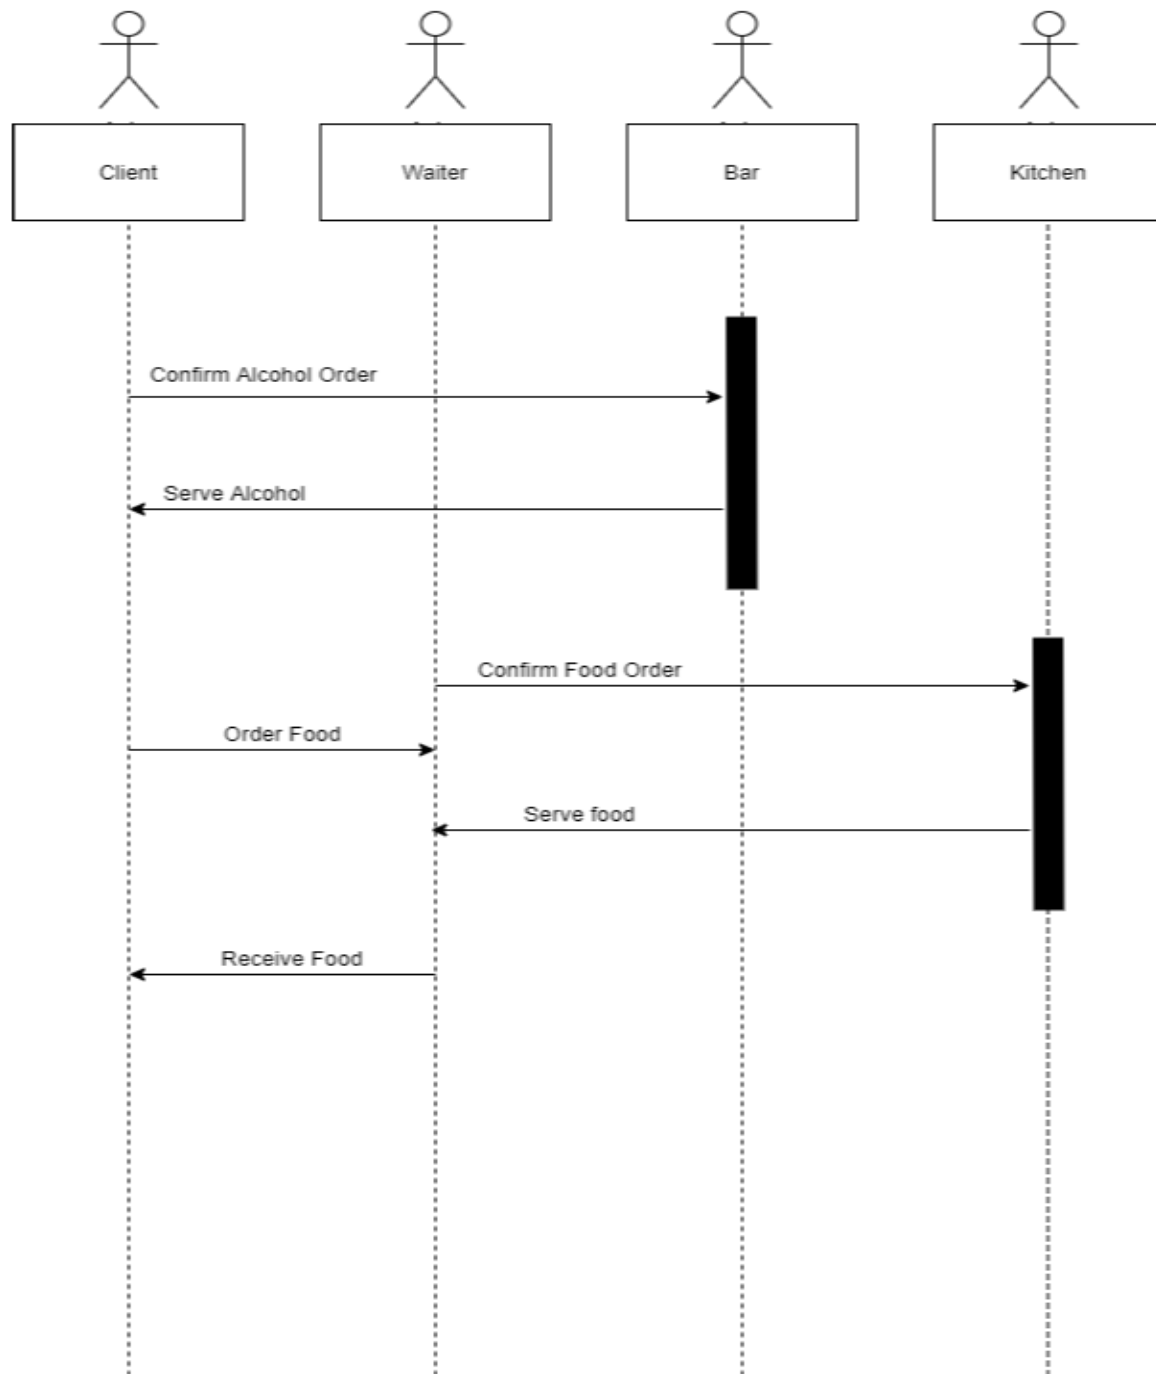 Client
Waiter
Bar
Kitchen
Confirm Alcohol Order
Serve Alcohol
Confirm Food Order
Order Food
Serve food
Receive Food